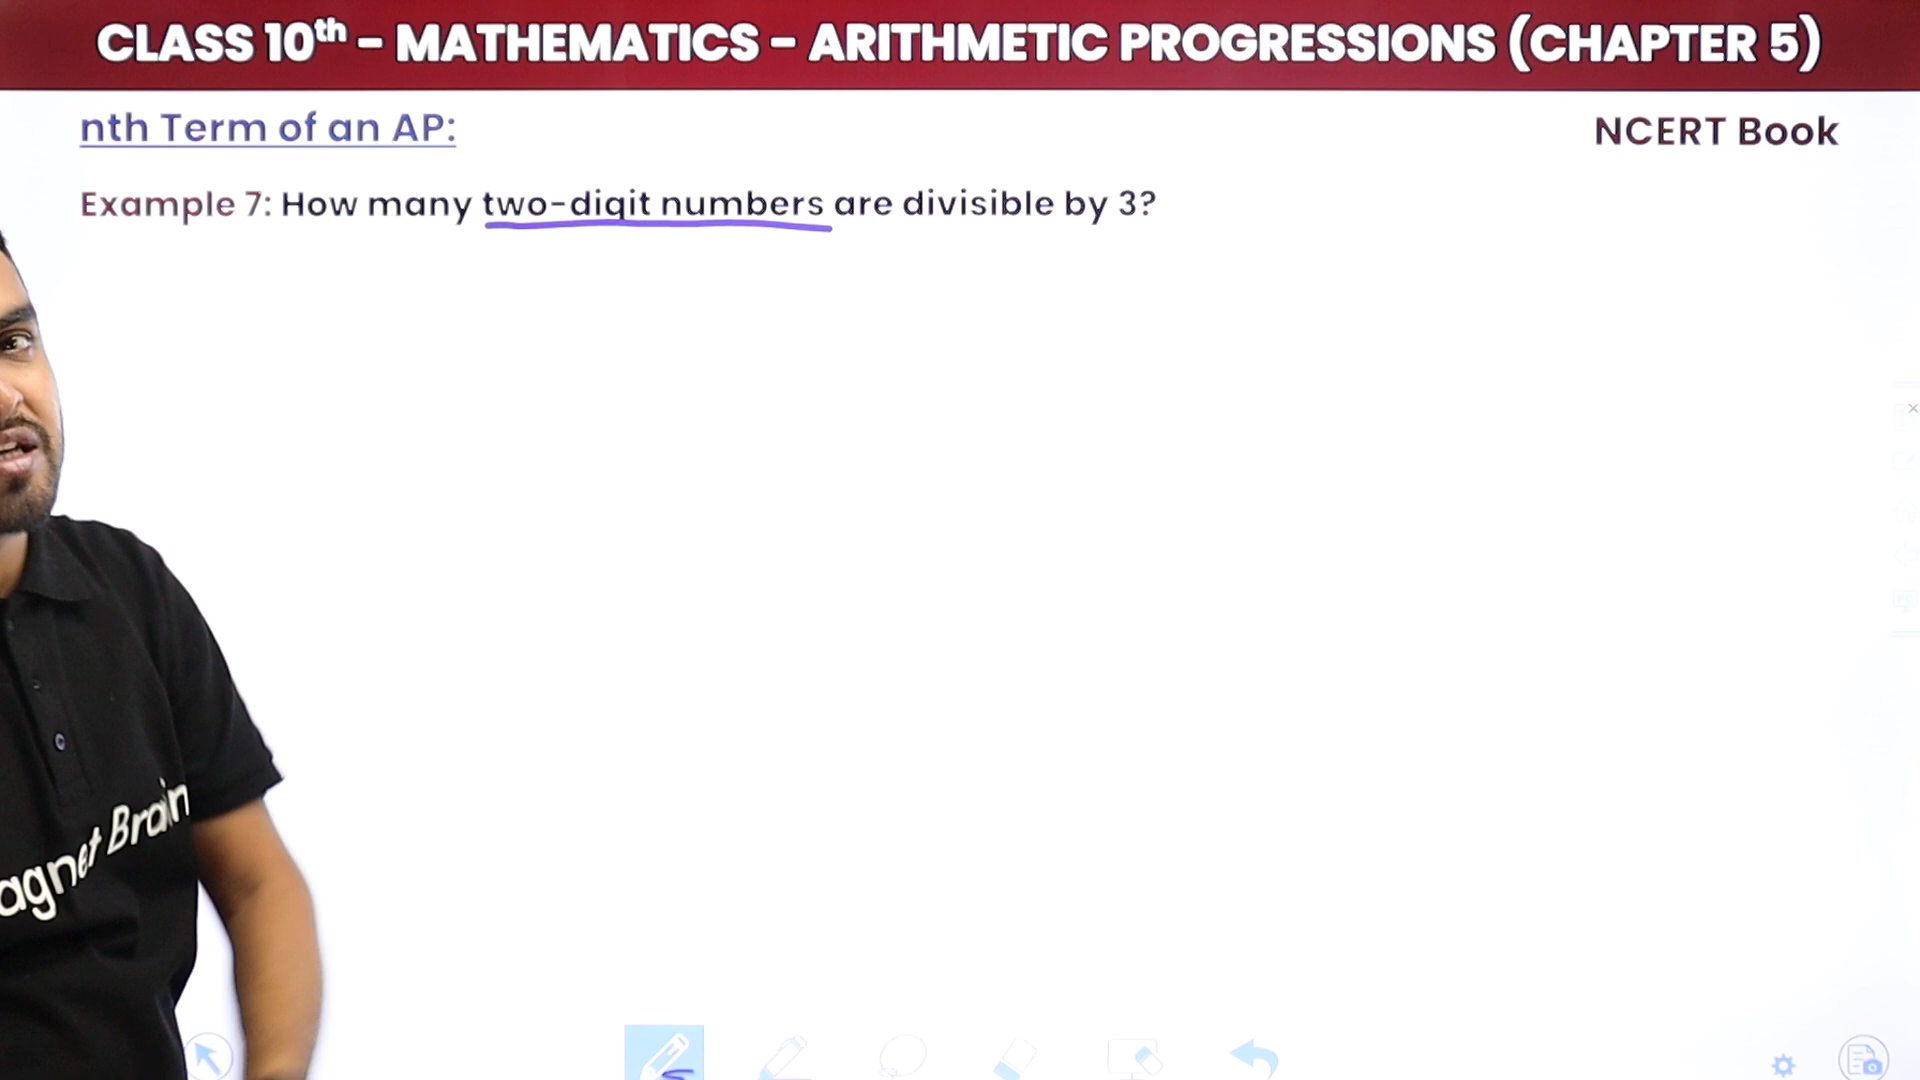 CLASS 10th - MATHEMATICS - ARITHMETIC PROGRESSIONS (CHAPTER 5)
nth Term of an AP:
NCERT Book
Example 7: How many two-digit numbers are divisible by 3?
agnet Brain